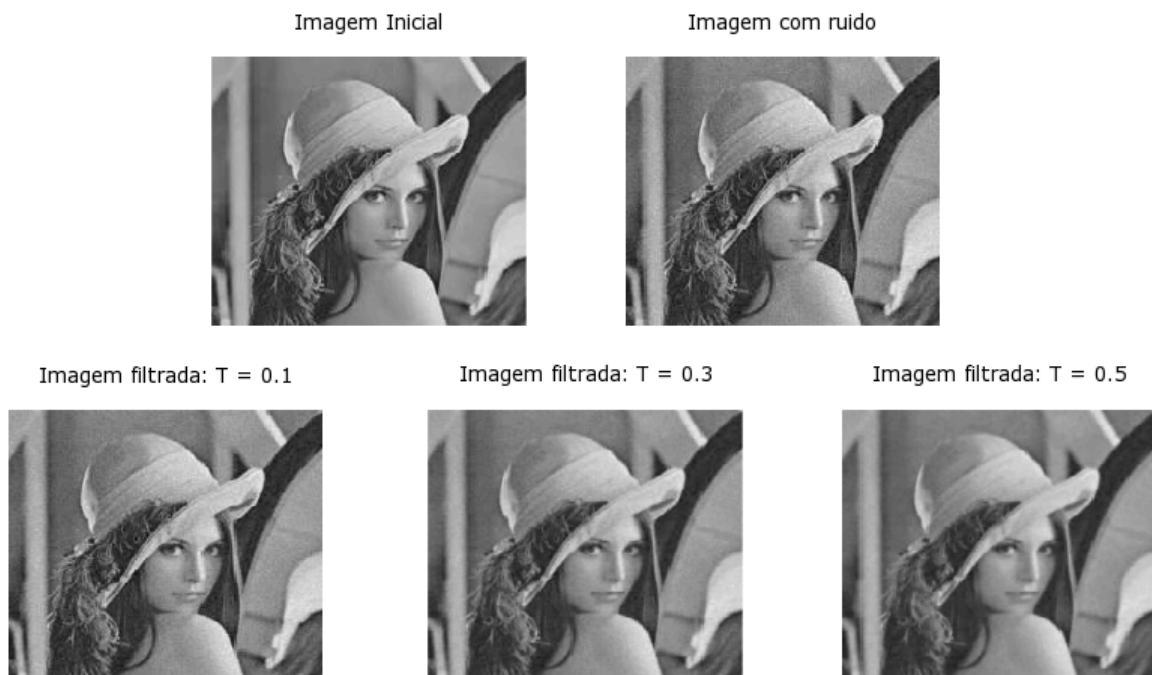 Imagem Inicial
Imagem com ruido
Imagem filtrada: T = 0.1
Imagem filtrada: T = 0.3
Imagem filtrada: T = 0.5